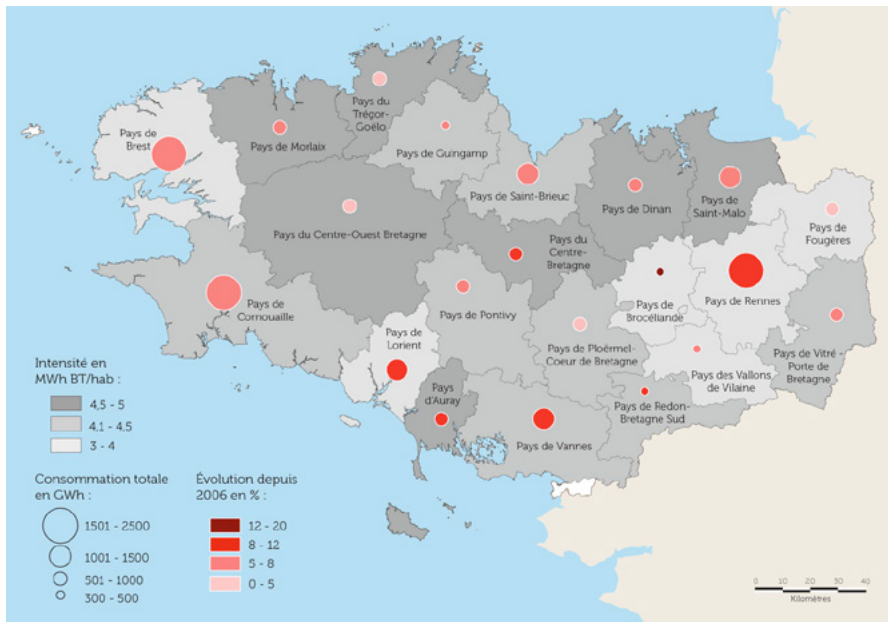 Pays du
Trégor-
Goëlo
Pays de
Brest
Pays de Morlaix
Pays de Guingamp
Pays de Saint-Brieuc
Pays de Dinan
Pays de
Saint-Malo
Pays de
Fougères
Pays du Centre-Ouest Bretagne
Pays du
Centre-
Bretagne
Pays de
Brocéliande
Pays de Rennes
Pays de
Cornouaille
Pays de Pontivy
Pays de
Lorient
Pays de Ploërmel-
Coeur de Bretagne
Pays de Vitré -
Porte de
Bretagne
Pays des Vallons
de Vilaine
Pays
d'Auray
Pays de Redon-
Bretagne Sud
Pays de Vannes
Intensité en
MWh BT/hab :
4,5 - 5
4,1 - 4,5
3 - 4
Consommation totale
en GWh :
1501 - 2500
1001 - 1500
501 - 1000
300 - 500
Évolution depuis
2006 en % :
12 - 20
8 - 12
5 - 8
0 - 5
0 10 20 30 40
Kilomètres